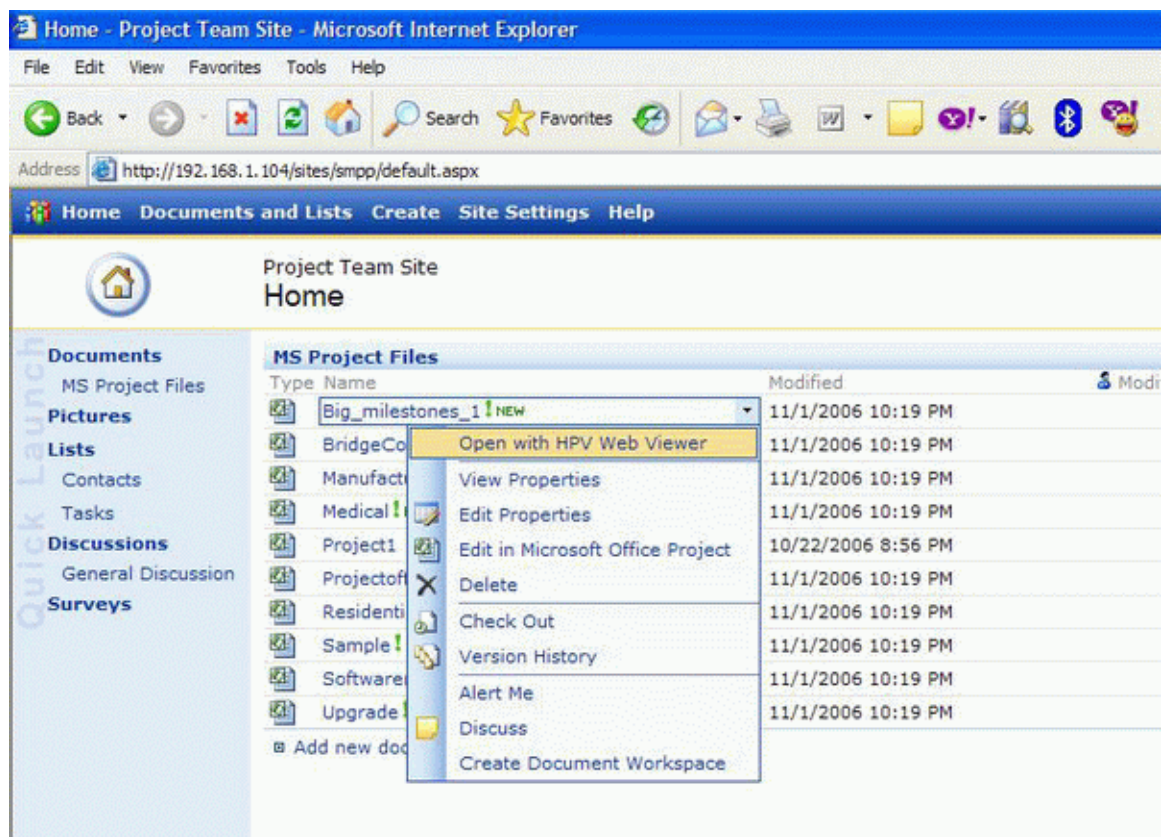 Home - Project Team Site - Microsoft Internet Explorer
File Edit View Favorites Tools Help
Back Search Favorites
Address http://192.168.1.104/sites/smpp/default.aspx
Home Documents and Lists Create Site Settings Help
Project Team Site
Home
Quick Launch
Documents
MS Project Files
Pictures
Lists
Contacts
Tasks
Discussions
General Discussion
Surveys
MS Project Files
Type Name Modified Modi
Big_milestones_1 ! NEW 11/1/2006 10:19 PM
BridgeCo 11/1/2006 10:19 PM
Manufact 11/1/2006 10:19 PM
Medical ! 11/1/2006 10:19 PM
Project1 10/22/2006 8:56 PM
Projectof 11/1/2006 10:19 PM
Residenti 11/1/2006 10:19 PM
Sample ! 11/1/2006 10:19 PM
Software 11/1/2006 10:19 PM
Upgrade 11/1/2006 10:19 PM
Add new doc
Open with HPV Web Viewer
View Properties
Edit Properties
Edit in Microsoft Office Project
Delete
Check Out
Version History
Alert Me
Discuss
Create Document Workspace